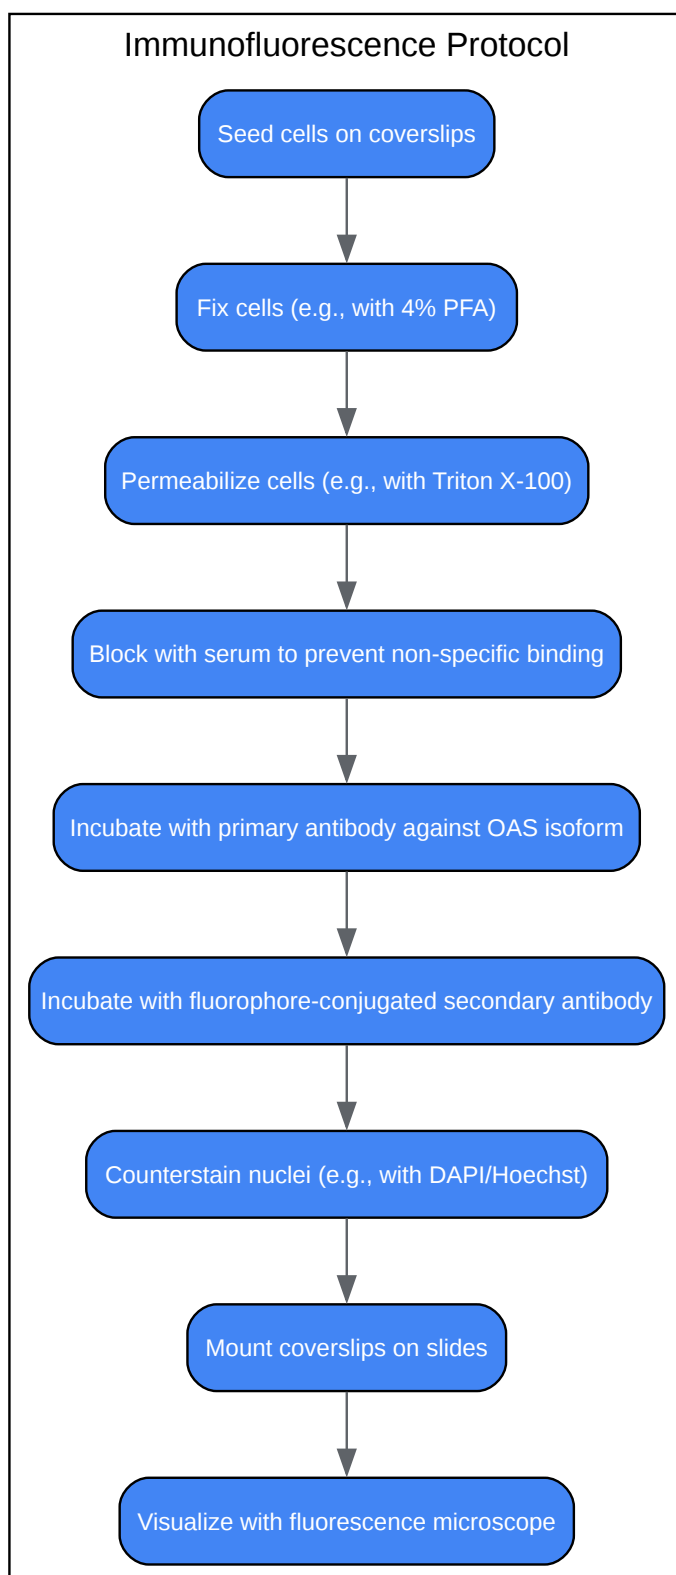 Immunofluorescence Protocol
Seed cells on coverslips
Fix cells (e.g., with 4% PFA)
Permeabilize cells (e.g., with Triton X-100)
Block with serum to prevent non-specific binding
Incubate with primary antibody against OAS isoform
Incubate with fluorophore-conjugated secondary antibody
Counterstain nuclei (e.g., with DAPI/Hoechst)
Mount coverslips on slides
Visualize with fluorescence microscope